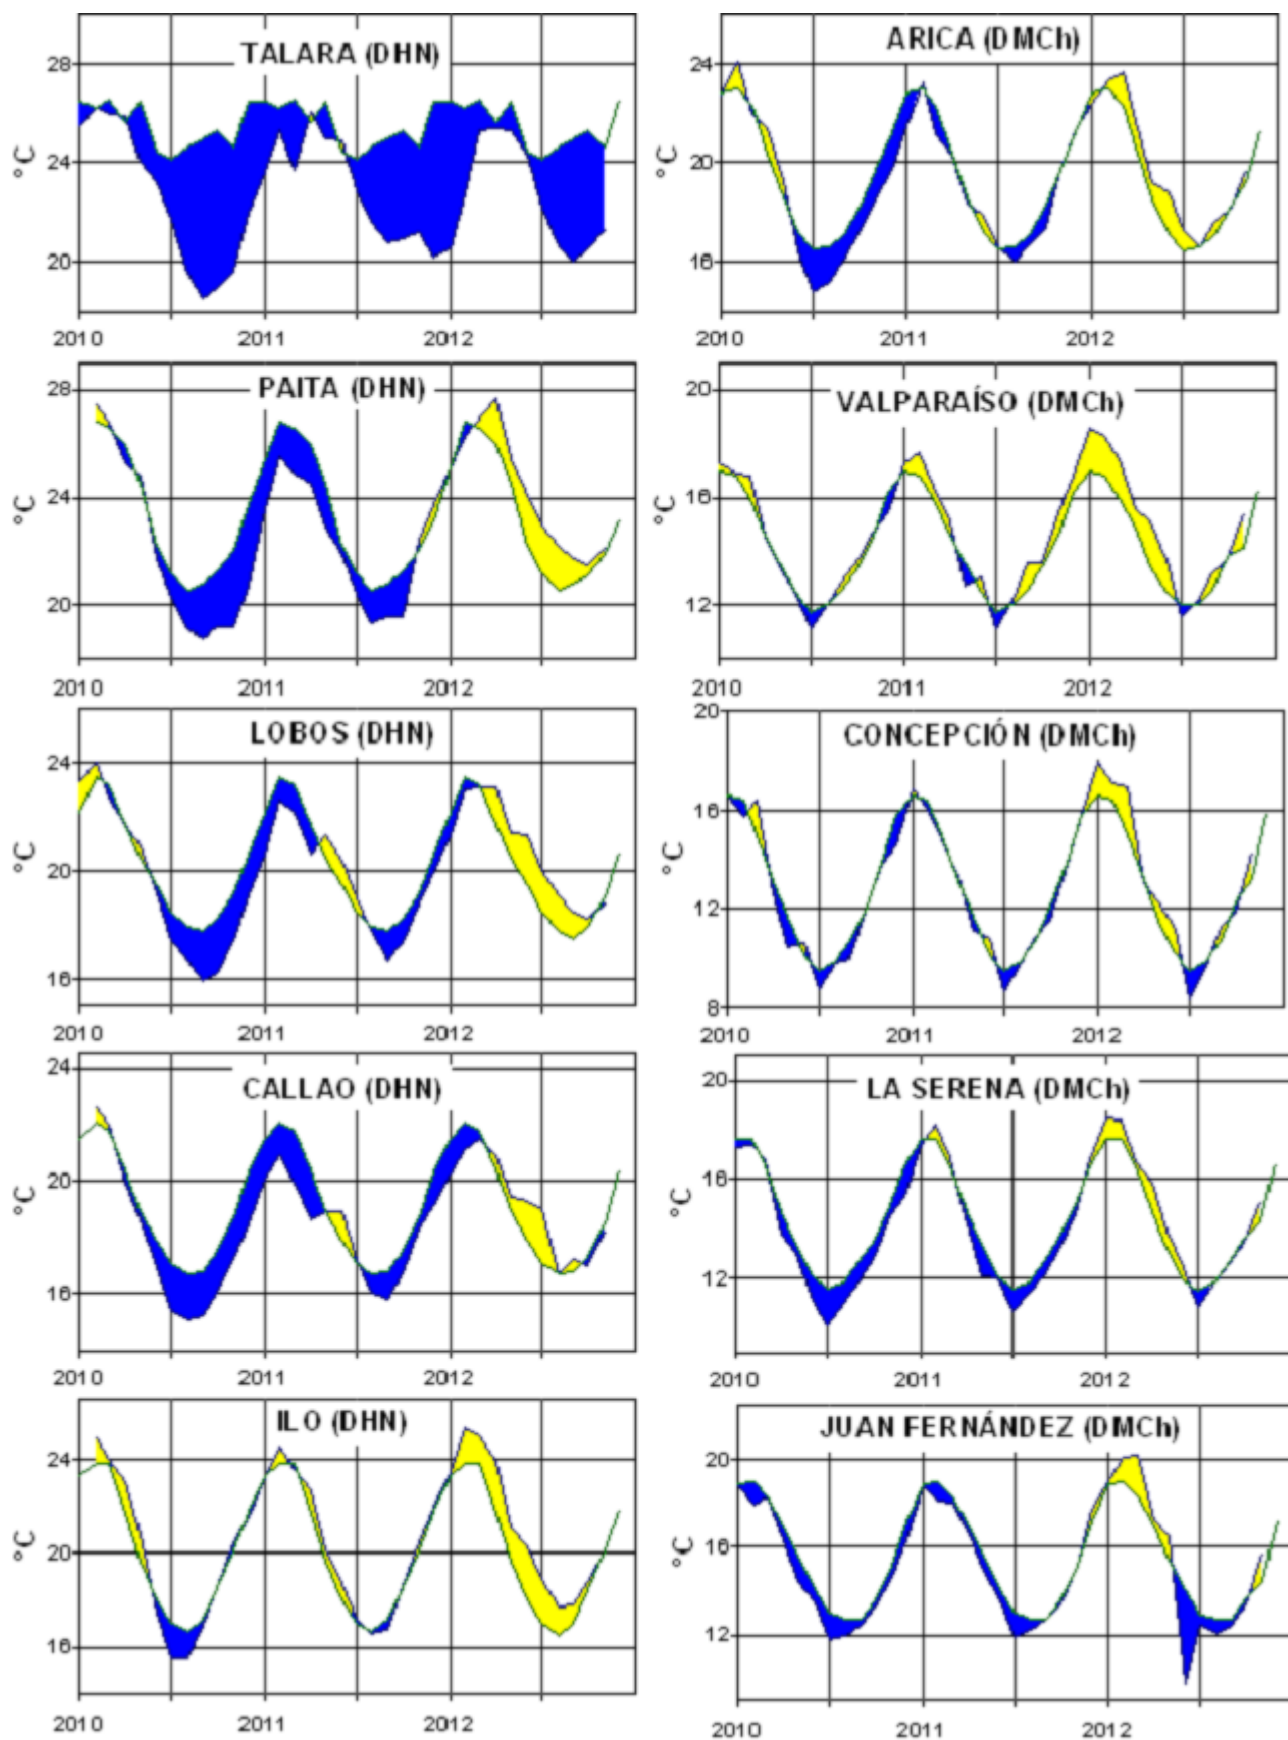 TALARA (DHN)
28
24
20
°C
2010 2011 2012
ARICA (DMCh)
24
20
16
°C
2010 2011 2012
PAITA (DHN)
28
24
20
°C
2010 2011 2012
VALPARAÍSO (DMCh)
20
16
12
°C
2010 2011 2012
LOBOS (DHN)
24
20
16
°C
2010 2011 2012
CONCEPCIÓN (DMCh)
20
16
12
8
°C
2010 2011 2012
CALLAO (DHN)
24
20
16
°C
2010 2011 2012
LA SERENA (DMCh)
20
16
12
°C
2010 2011 2012
ILO (DHN)
24
20
16
°C
2010 2011 2012
JUAN FERNÁNDEZ (DMCh)
20
16
12
°C
2010 2011 2012